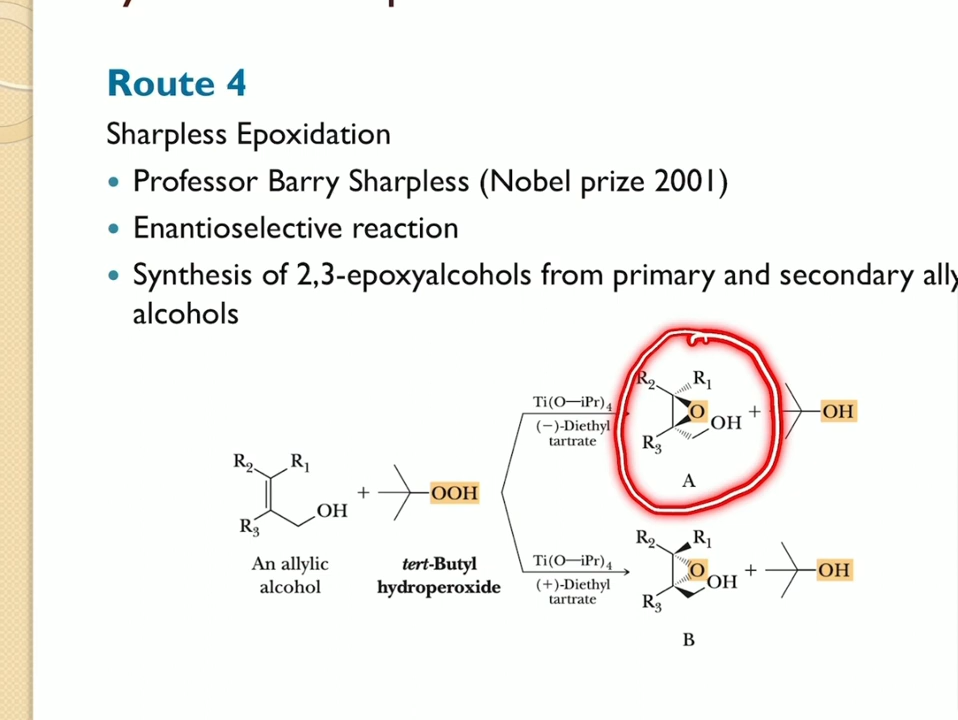 Route 4
Sharpless Epoxidation
• Professor Barry Sharpless (Nobel prize 2001)
• Enantioselective reaction
• Synthesis of 2,3-epoxyalcohols from primary and secondary ally
alcohols
R₂ R₁
O
OH
R₃
+
OH
A
Ti(O—iPr)₄
(−)-Diethyl
tartrate
R₂ R₁
OH
R₃
+
OOH
An allylic
alcohol
tert-Butyl
hydroperoxide
Ti(O—iPr)₄
(+)-Diethyl
tartrate
R₂ R₁
O
OH
R₃
+
OH
B